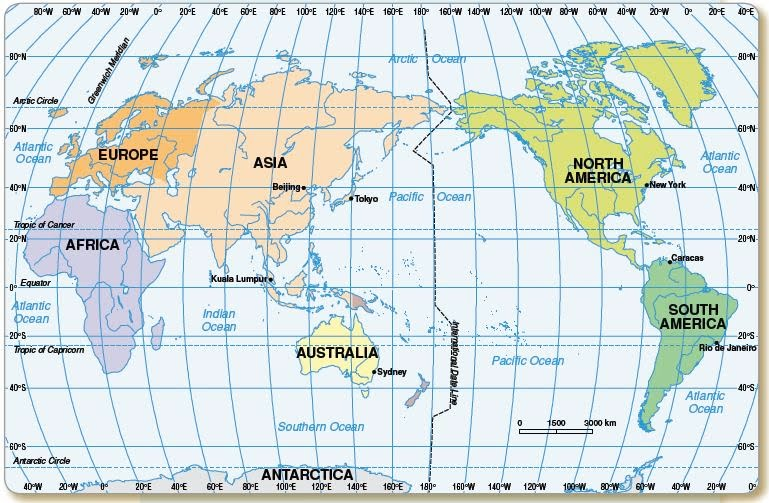 80°W 60°W 40°W 20°W 0° 20°E 40°E 60°E 80°E 100°E 120°E 140°E 160°E 180° 160°W 140°W 120°W 100°W 80°W 60°W 40°W 20°W 0° 20°E 40°E
Greenwich Meridian
80°N
Arctic Ocean
80°N
Arctic Circle
60°N
60°N
Atlantic
Ocean
EUROPE
ASIA
NORTH
AMERICA
Atlantic
Ocean
40°N
Beijing
Tokyo
Pacific Ocean
New York
40°N
Tropic of Cancer
20°N
AFRICA
20°N
Caracas
Kuala Lumpur
Equator
0°
0°
Atlantic
Ocean
Indian
Ocean
SOUTH
AMERICA
20°S
20°S
International Date Line
Tropic of Capricorn
AUSTRALIA
Rio de Janeiro
Pacific Ocean
Sydney
40°S
40°S
Atlantic
Ocean
Southern Ocean
0 1500 3000 km
60°S
60°S
Antarctic Circle
ANTARCTICA
40°W 20°W 0° 20°E 40°E 60°E 80°E 100°E 120°E 140°E 160°E 180° 160°W 140°W 120°W 100°W 80°W 60°W 40°W 20°W 0°